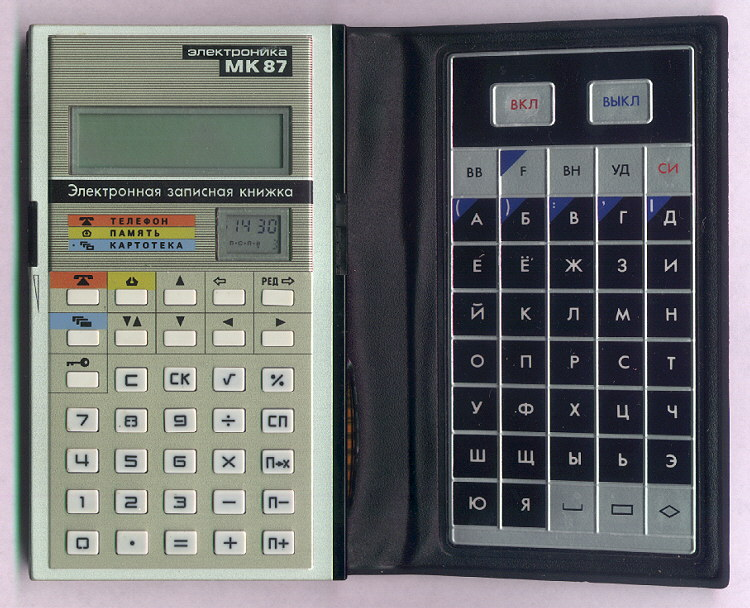 электроника
МК 87
Электронная записная книжка
ТЕЛЕФОН
ПАМЯТЬ
КАРТОТЕКА
14 30
РЕД
C СК √ %
7 8 9 ÷ СП
4 5 6 × П→х
1 2 3 − П−
0 · = + П+
ВКЛ ВЫКЛ
ВВ F ВН УД СИ
( ) : ' |
А Б В Г Д
Е Ё Ж З И
Й К Л М Н
О П Р С Т
У Ф Х Ц Ч
Ш Щ Ы Ь Э
Ю Я